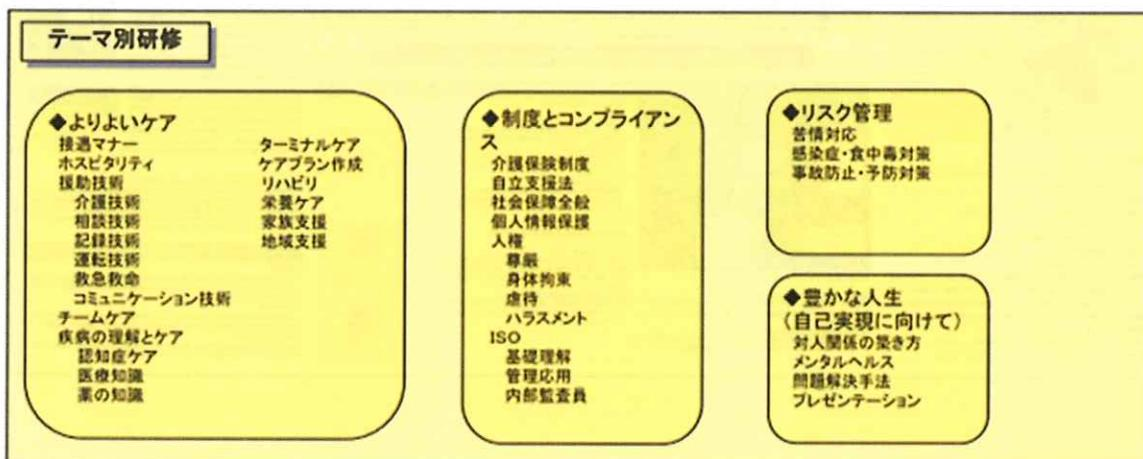 テーマ別研修
◆よりよいケア
接遇マナー
ホスピタリティ
援助技術
介護技術
相談技術
記録技術
運転技術
救急救命
コミュニケーション技術
チームケア
疾病の理解とケア
認知症ケア
医療知識
薬の知識
ターミナルケア
ケアプラン作成
リハビリ
栄養ケア
家族支援
地域支援
◆制度とコンプライアン
ス
介護保険制度
自立支援法
社会保障全般
個人情報保護
人権
尊厳
身体拘束
虐待
ハラスメント
ISO
基礎理解
管理応用
内部監査員
◆リスク管理
苦情対応
感染症・食中毒対策
事故防止・予防対策
◆豊かな人生
(自己実現に向けて)
対人関係の築き方
メンタルヘルス
問題解決手法
プレゼンテーション